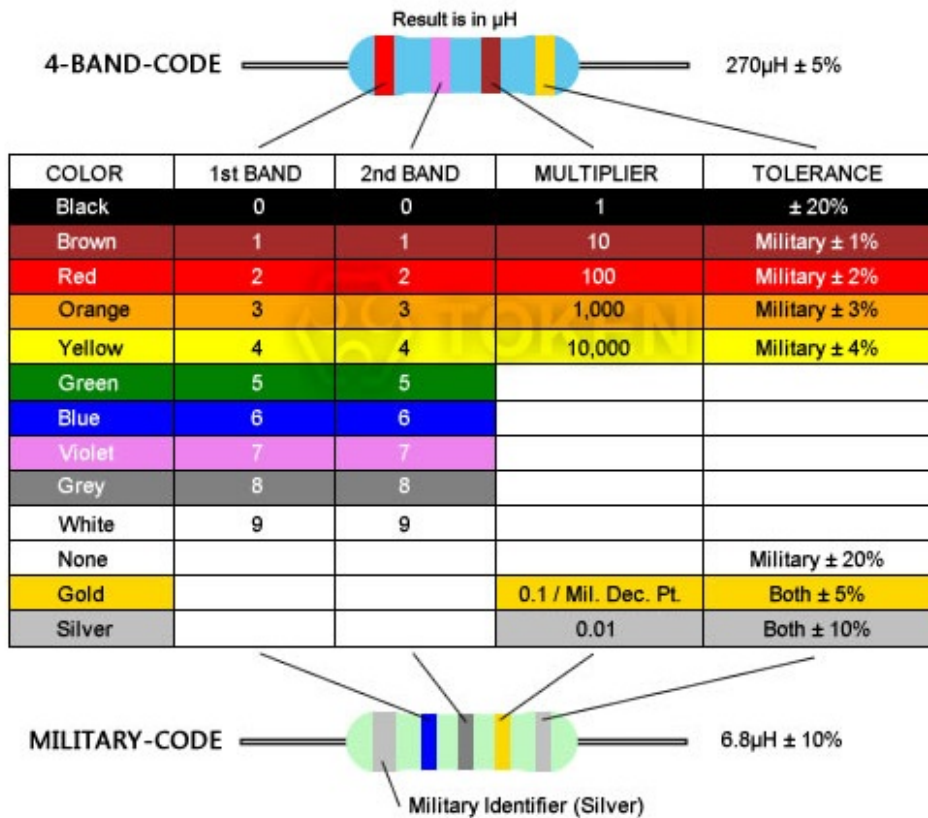 Result is in µH
4-BAND-CODE 270µH ± 5%
COLOR 1st BAND 2nd BAND MULTIPLIER TOLERANCE
Black 0 0 1 ± 20%
Brown 1 1 10 Military ± 1%
Red 2 2 100 Military ± 2%
Orange 3 3 1,000 Military ± 3%
Yellow 4 4 10,000 Military ± 4%
TOKEN
Green 5 5
Blue 6 6
Violet 7 7
Grey 8 8
White 9 9
None Military ± 20%
Gold 0.1 / Mil. Dec. Pt. Both ± 5%
Silver 0.01 Both ± 10%
MILITARY-CODE 6.8µH ± 10%
Military Identifier (Silver)